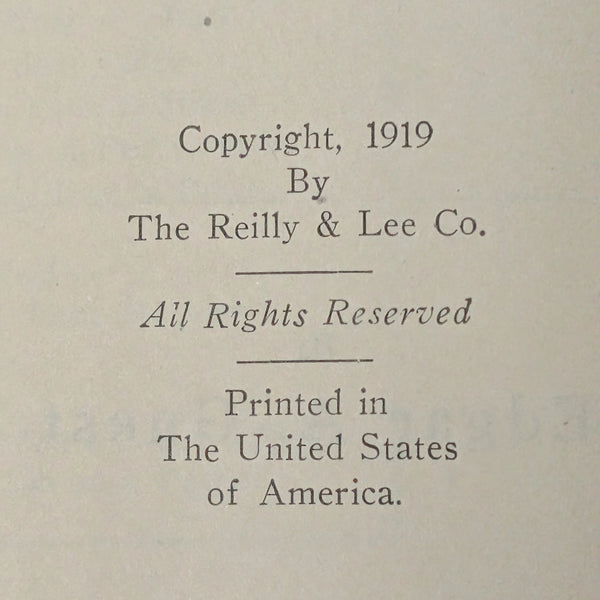 Copyright, 1919
By
The Reilly & Lee Co.
All Rights Reserved
Printed in
The United States
of America.